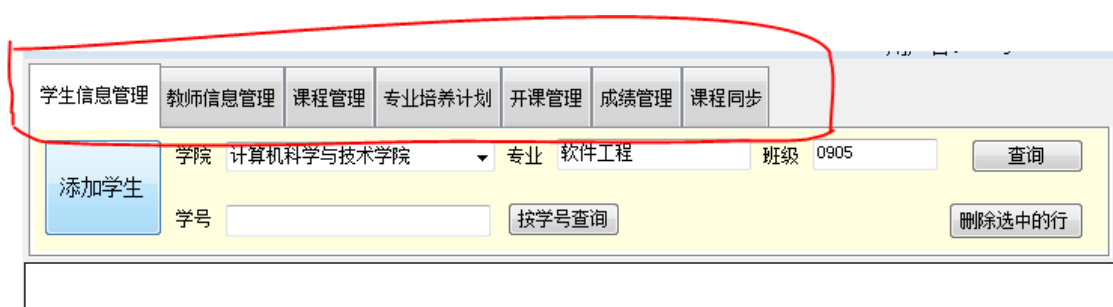 学生信息管理 教师信息管理 课程管理 专业培养计划 开课管理 成绩管理 课程同步
添加学生 学院 计算机科学与技术学院 专业 软件工程 班级 0905 查询
学号 按学号查询 删除选中的行